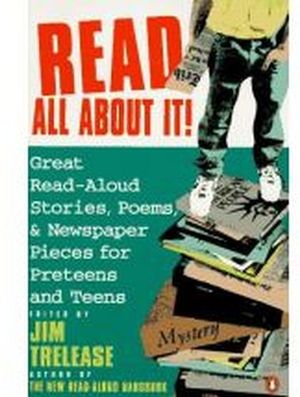 READ
ALL ABOUT IT!
Great
Read-Aloud
Stories, Poems,
& Newspaper
Pieces for
Preteens
and Teens
EDITED BY
JIM
TRELEASE
AUTHOR OF
THE NEW READ-ALOUD HANDBOOK
Mystery